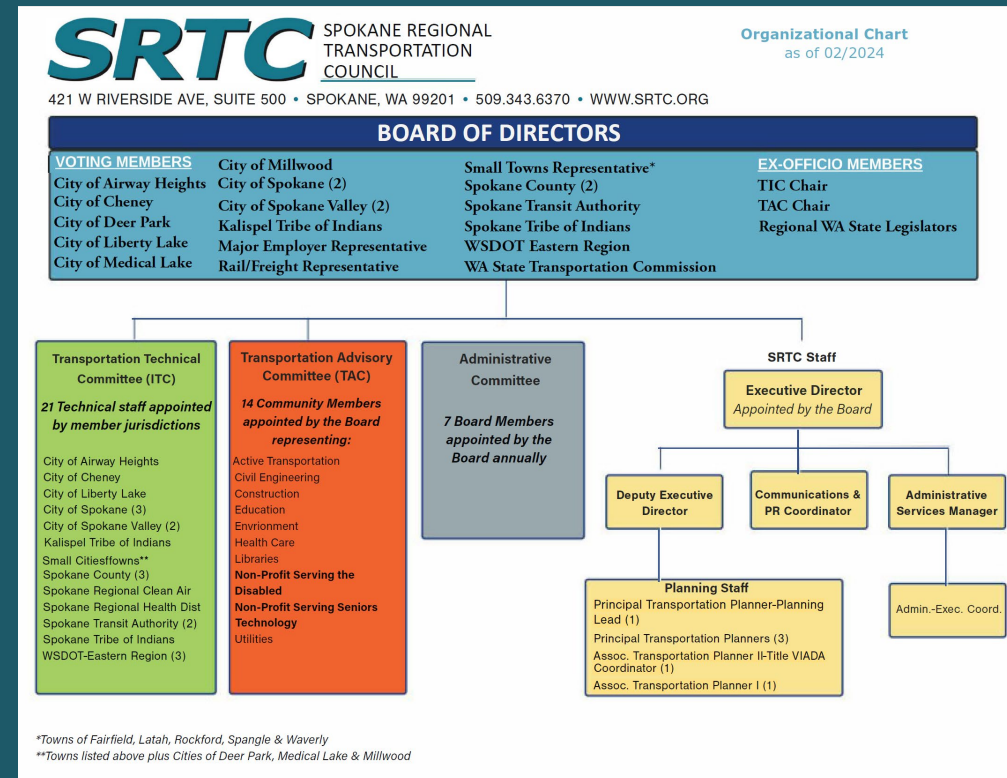 SRTC
SPOKANE REGIONAL
TRANSPORTATION
COUNCIL
Organizational Chart
as of 02/2024
421 W RIVERSIDE AVE, SUITE 500 • SPOKANE, WA 99201 • 509.343.6370 • WWW.SRTC.ORG
BOARD OF DIRECTORS
VOTING MEMBERS
City of Airway Heights
City of Cheney
City of Deer Park
City of Liberty Lake
City of Medical Lake
City of Millwood
City of Spokane (2)
City of Spokane Valley (2)
Kalispel Tribe of Indians
Major Employer Representative
Rail/Freight Representative
Small Towns Representative*
Spokane County (2)
Spokane Transit Authority
Spokane Tribe of Indians
WSDOT Eastern Region
WA State Transportation Commission
EX-OFFICIO MEMBERS
TIC Chair
TAC Chair
Regional WA State Legislators
Transportation Technical
Committee (ITC)
21 Technical staff appointed
by member jurisdictions
City of Airway Heights
City of Cheney
City of Liberty Lake
City of Spokane (3)
City of Spokane Valley (2)
Kalispel Tribe of Indians
Small Citiesffowns**
Spokane County (3)
Spokane Regional Clean Air
Spokane Regional Health Dist
Spokane Transit Authority (2)
Spokane Tribe of Indians
WSDOT-Eastern Region (3)
Transportation Advisory
Committee (TAC)
14 Community Members
appointed by the Board
representing:
Active Transportation
Civil Engineering
Construction
Education
Envrionment
Health Care
Libraries
Non-Profit Serving the
Disabled
Non-Profit Serving Seniors
Technology
Utilities
Administrative
Committee
7 Board Members
appointed by the
Board annually
SRTC Staff
Executive Director
Appointed by the Board
Deputy Executive
Director
Communications &
PR Coordinator
Administrative
Services Manager
Planning Staff
Principal Transportation Planner-Planning
Lead (1)
Principal Transportation Planners (3)
Assoc. Transportation Planner II-Title VIADA
Coordinator (1)
Assoc. Transportation Planner I (1)
Admin.-Exec. Coord.
*Towns of Fairfield, Latah, Rockford, Spangle & Waverly
**Towns listed above plus Cities of Deer Park, Medical Lake & Millwood